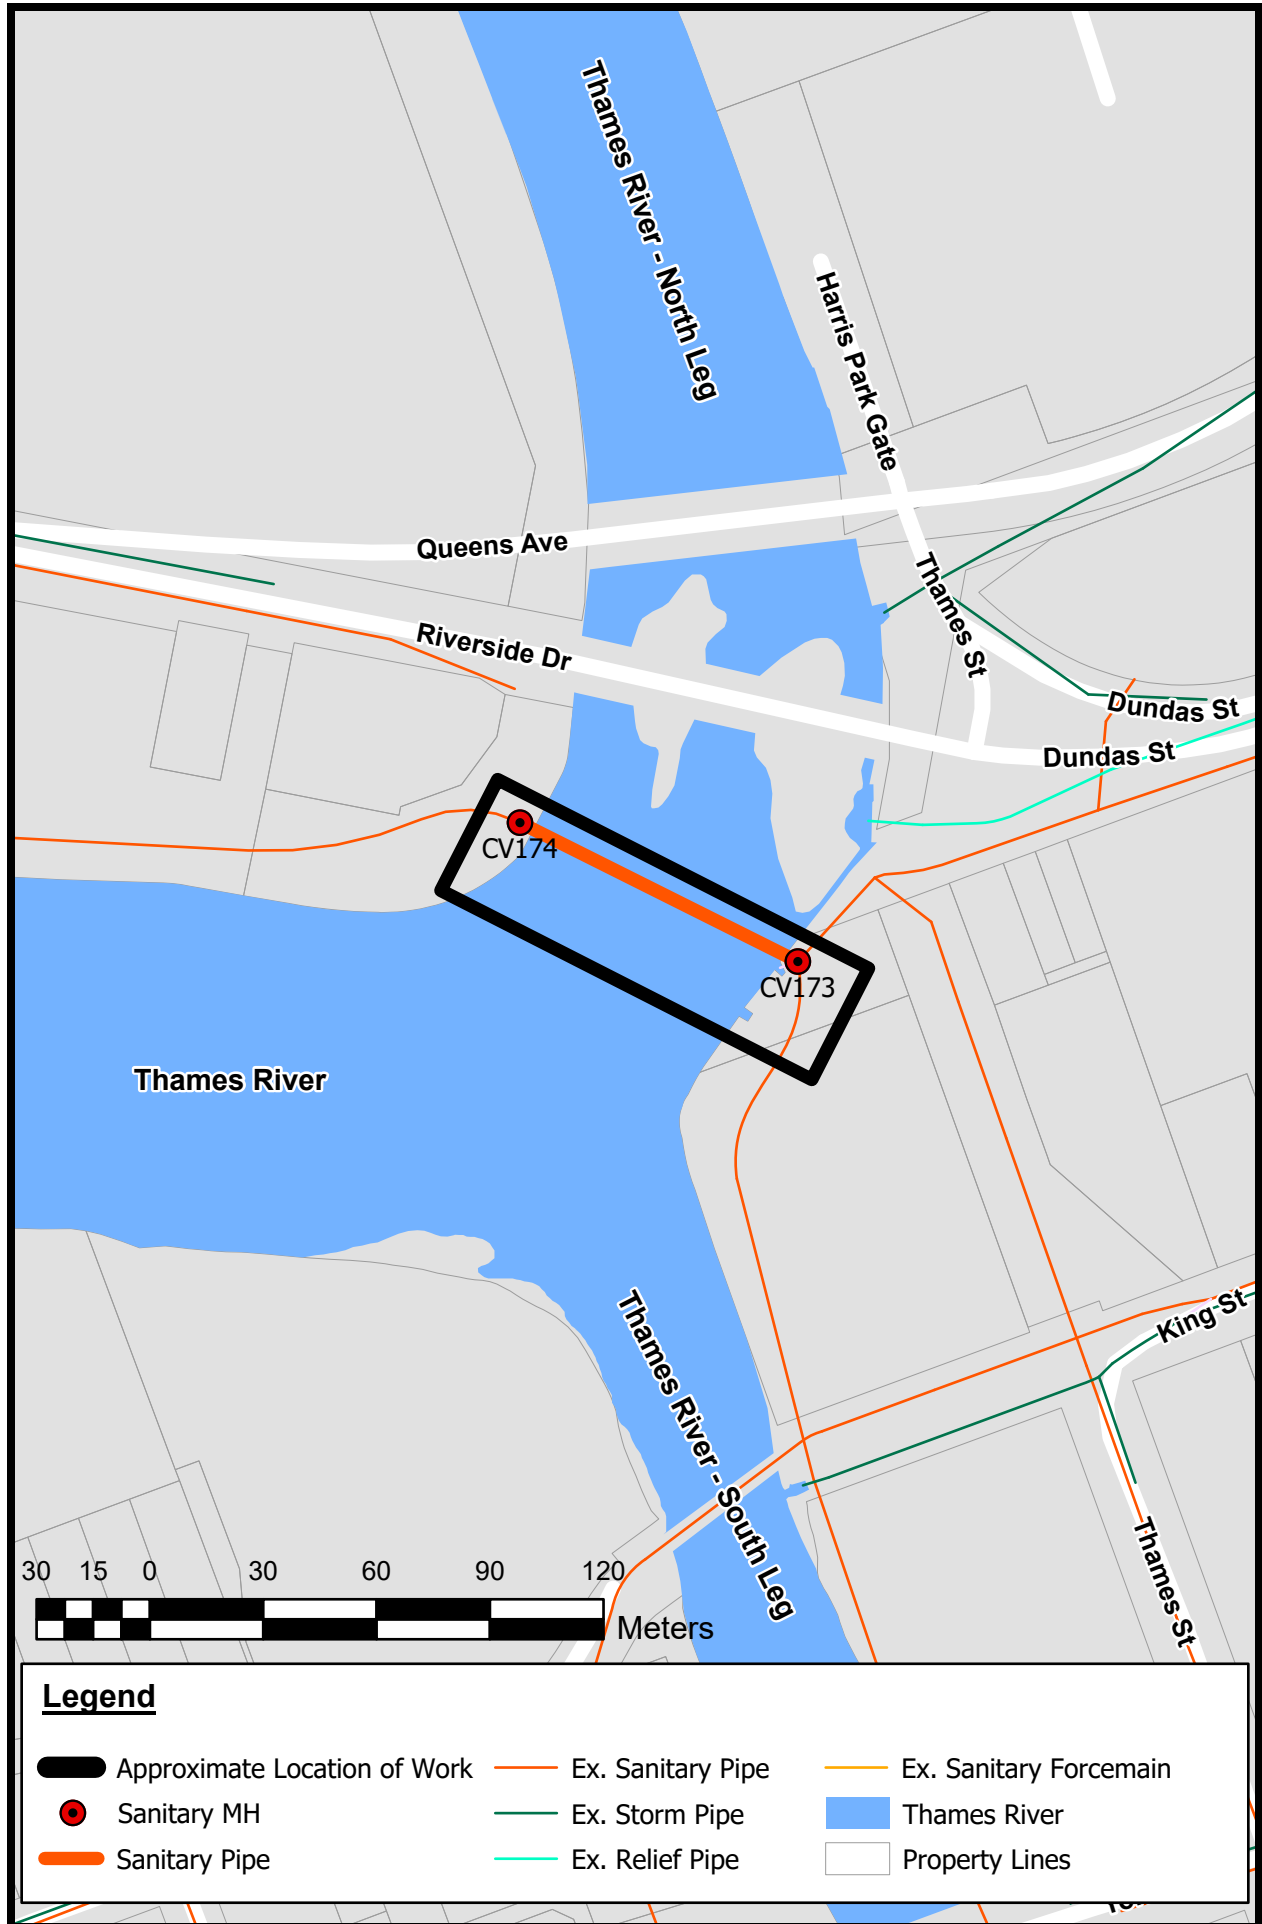 Thames River - North Leg
Harris Park Gate
Queens Ave
Thames St
Riverside Dr
Dundas St
Dundas St
CV174
CV173
Thames River
Thames River - South Leg
King St
Thames St
30 15 0 30 60 90 120
Meters
Legend
Approximate Location of Work
Sanitary MH
Sanitary Pipe
Ex. Sanitary Pipe
Ex. Storm Pipe
Ex. Relief Pipe
Ex. Sanitary Forcemain
Thames River
Property Lines